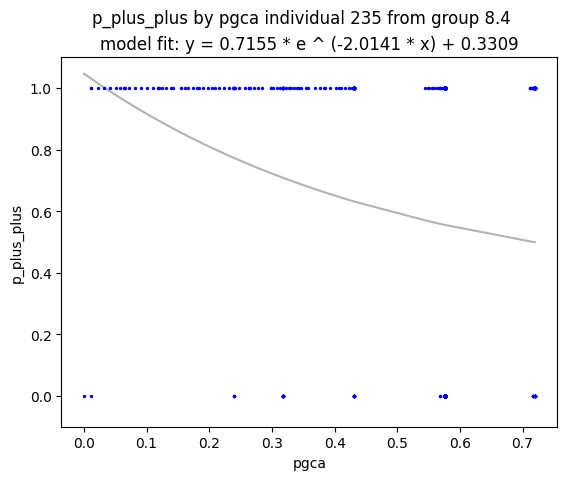 p_plus_plus by pgca individual 235 from group 8.4
model fit: y = 0.7155 * e ^ (-2.0141 * x) + 0.3309
1.0
0.8
0.6
0.4
0.2
0.0
p_plus_plus
0.0 0.1 0.2 0.3 0.4 0.5 0.6 0.7
pgca